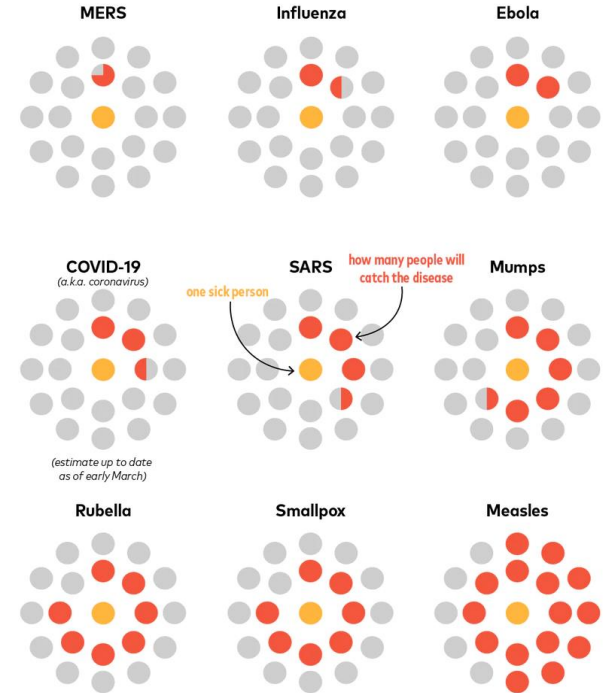 MERS
Influenza
Ebola
COVID-19
(a.k.a. coronavirus)
SARS
how many people will
catch the disease
Mumps
one sick person
(estimate up to date
as of early March)
Rubella
Smallpox
Measles